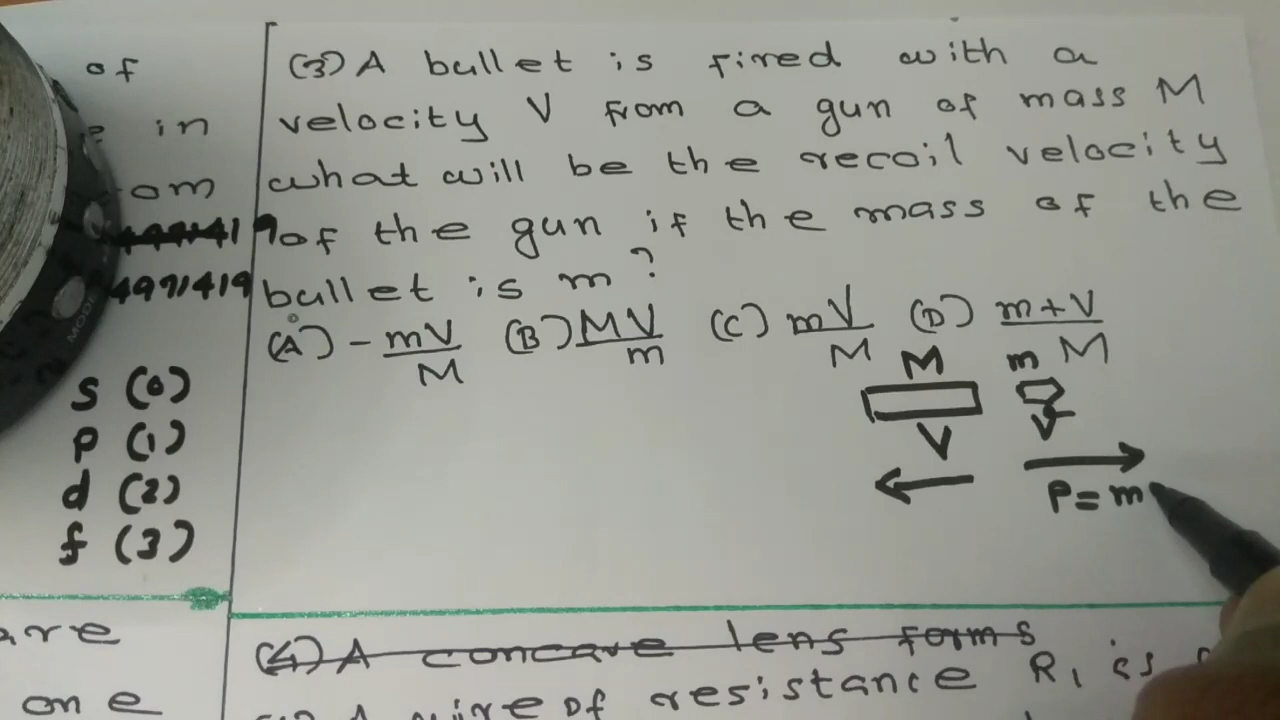 of
in
om
4971419
s (0)
p (1)
d (2)
f (3)
are
one
(3) A bullet is fired with a
velocity V from a gun of mass M
what will be the recoil velocity
of the gun if the mass of the
bullet is m ?
(A) - mV/M (B) MV/m (C) mV/M (D) m+V/M
M m
V V
P = m
(4) A concave lens forms
A wire of resistance R1 is